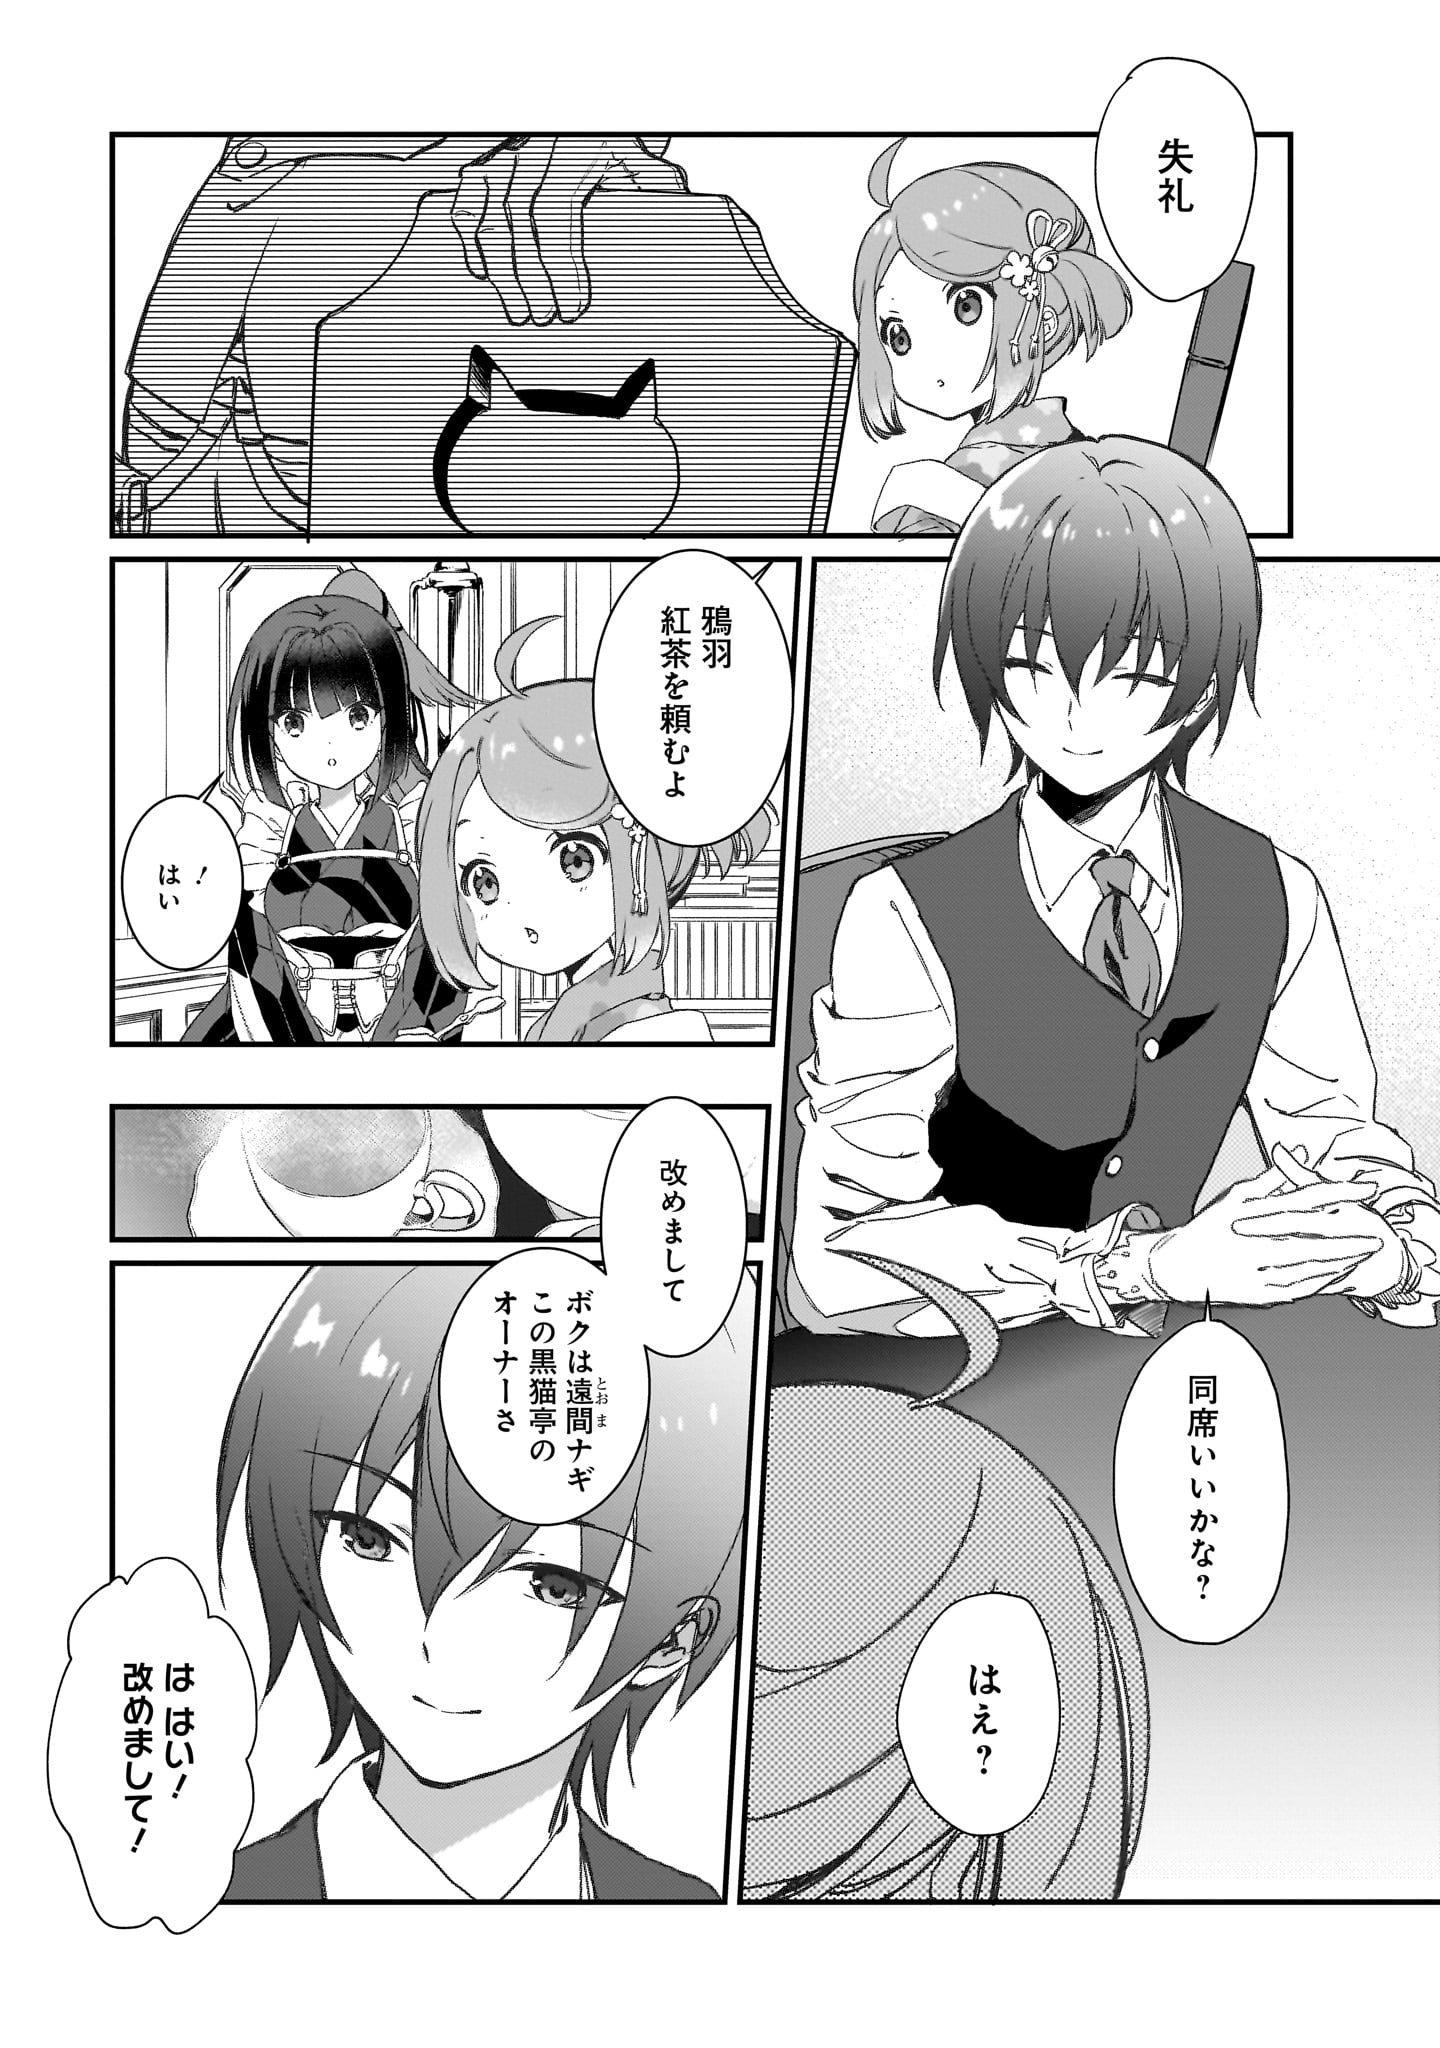 失礼
同席いいかな？
はえ？
鴉羽
紅茶を頼むよ
はい！
改めまして
ボクは遠間ナギ
とおま
この黒猫亭の
オーナーさ
は はい！
改めまして！